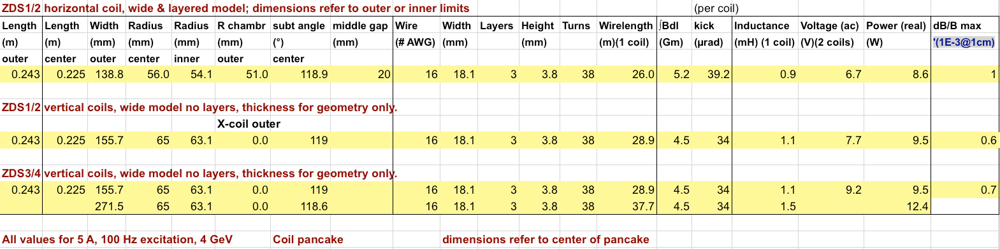 ZDS1/2 horizontal coil, wide & layered model; dimensions refer to outer or inner limits (per coil)
Length Length Width Radius Radius R chambr subt angle middle gap Wire Width Layers Height Turns Wirelength ∫Bdl kick Inductance Voltage (ac) Power (real) dB/B max
(m) (m) (mm) (mm) (mm) (mm) (°) (mm) (# AWG) (mm) (mm) (m)(1 coil) (Gm) (μrad) (mH) (1 coil) (V)(2 coils) (W) '(1E-3@1cm)
outer center outer center inner outer center
0.243 0.225 138.8 56.0 54.1 51.0 118.9 20 16 18.1 3 3.8 38 26.0 5.2 39.2 0.9 6.7 8.6 1
ZDS1/2 vertical coils, wide model no layers, thickness for geometry only.
X-coil outer
0.243 0.225 155.7 65 63.1 0.0 119 16 18.1 3 3.8 38 28.9 4.5 34 1.1 7.7 9.5 0.6
ZDS3/4 vertical coils, wide model no layers, thickness for geometry only.
0.243 0.225 155.7 65 63.1 0.0 119 16 18.1 3 3.8 38 28.9 4.5 34 1.1 9.2 9.5 0.7
271.5 65 63.1 0.0 118.6 16 18.1 3 3.8 38 37.7 4.5 34 1.5 12.4
All values for 5 A, 100 Hz excitation, 4 GeV Coil pancake dimensions refer to center of pancake